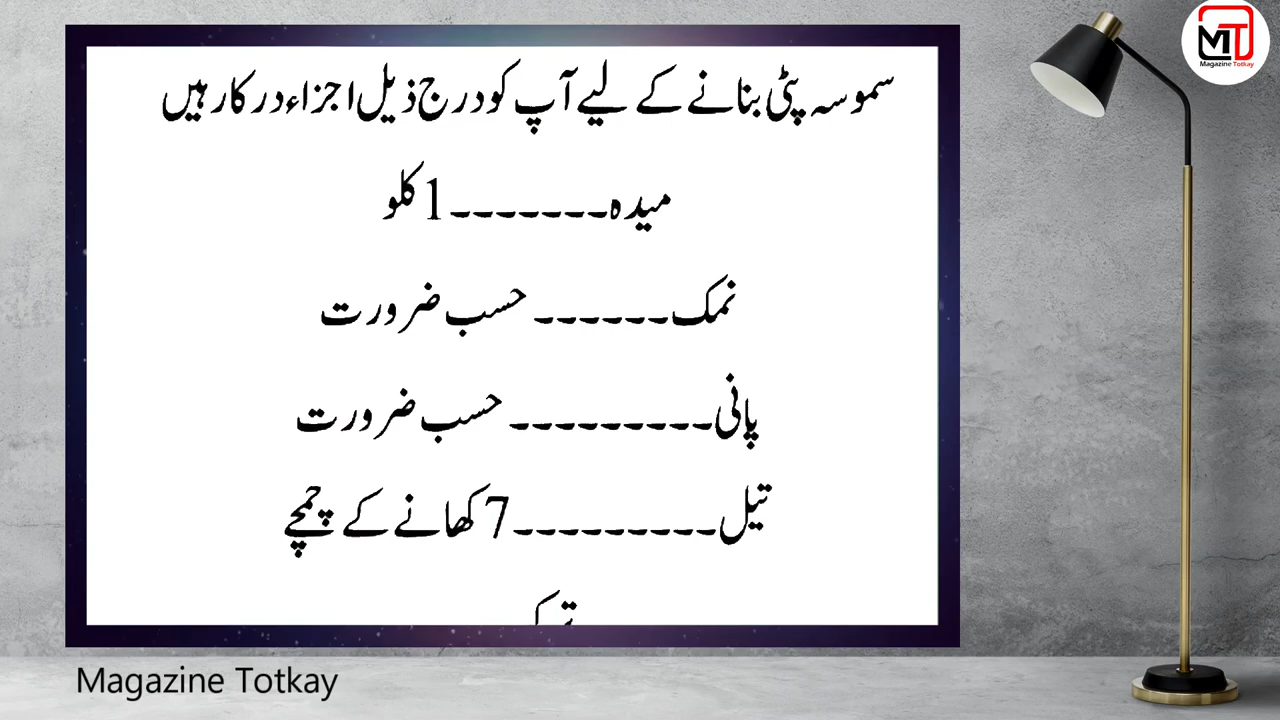 سموسہ پٹی بنانے کے لیے آپ کو درج ذیل اجزاء درکار ہیں
میدہ۔۔۔۔۔۔۔1 کلو
نمک۔۔۔۔۔۔ حسب ضرورت
پانی۔۔۔۔۔۔۔۔۔ حسب ضرورت
تیل۔۔۔۔۔۔۔۔۔7 کھانے کے چمچے
Magazine Totkay
MT
Magazine Totkay